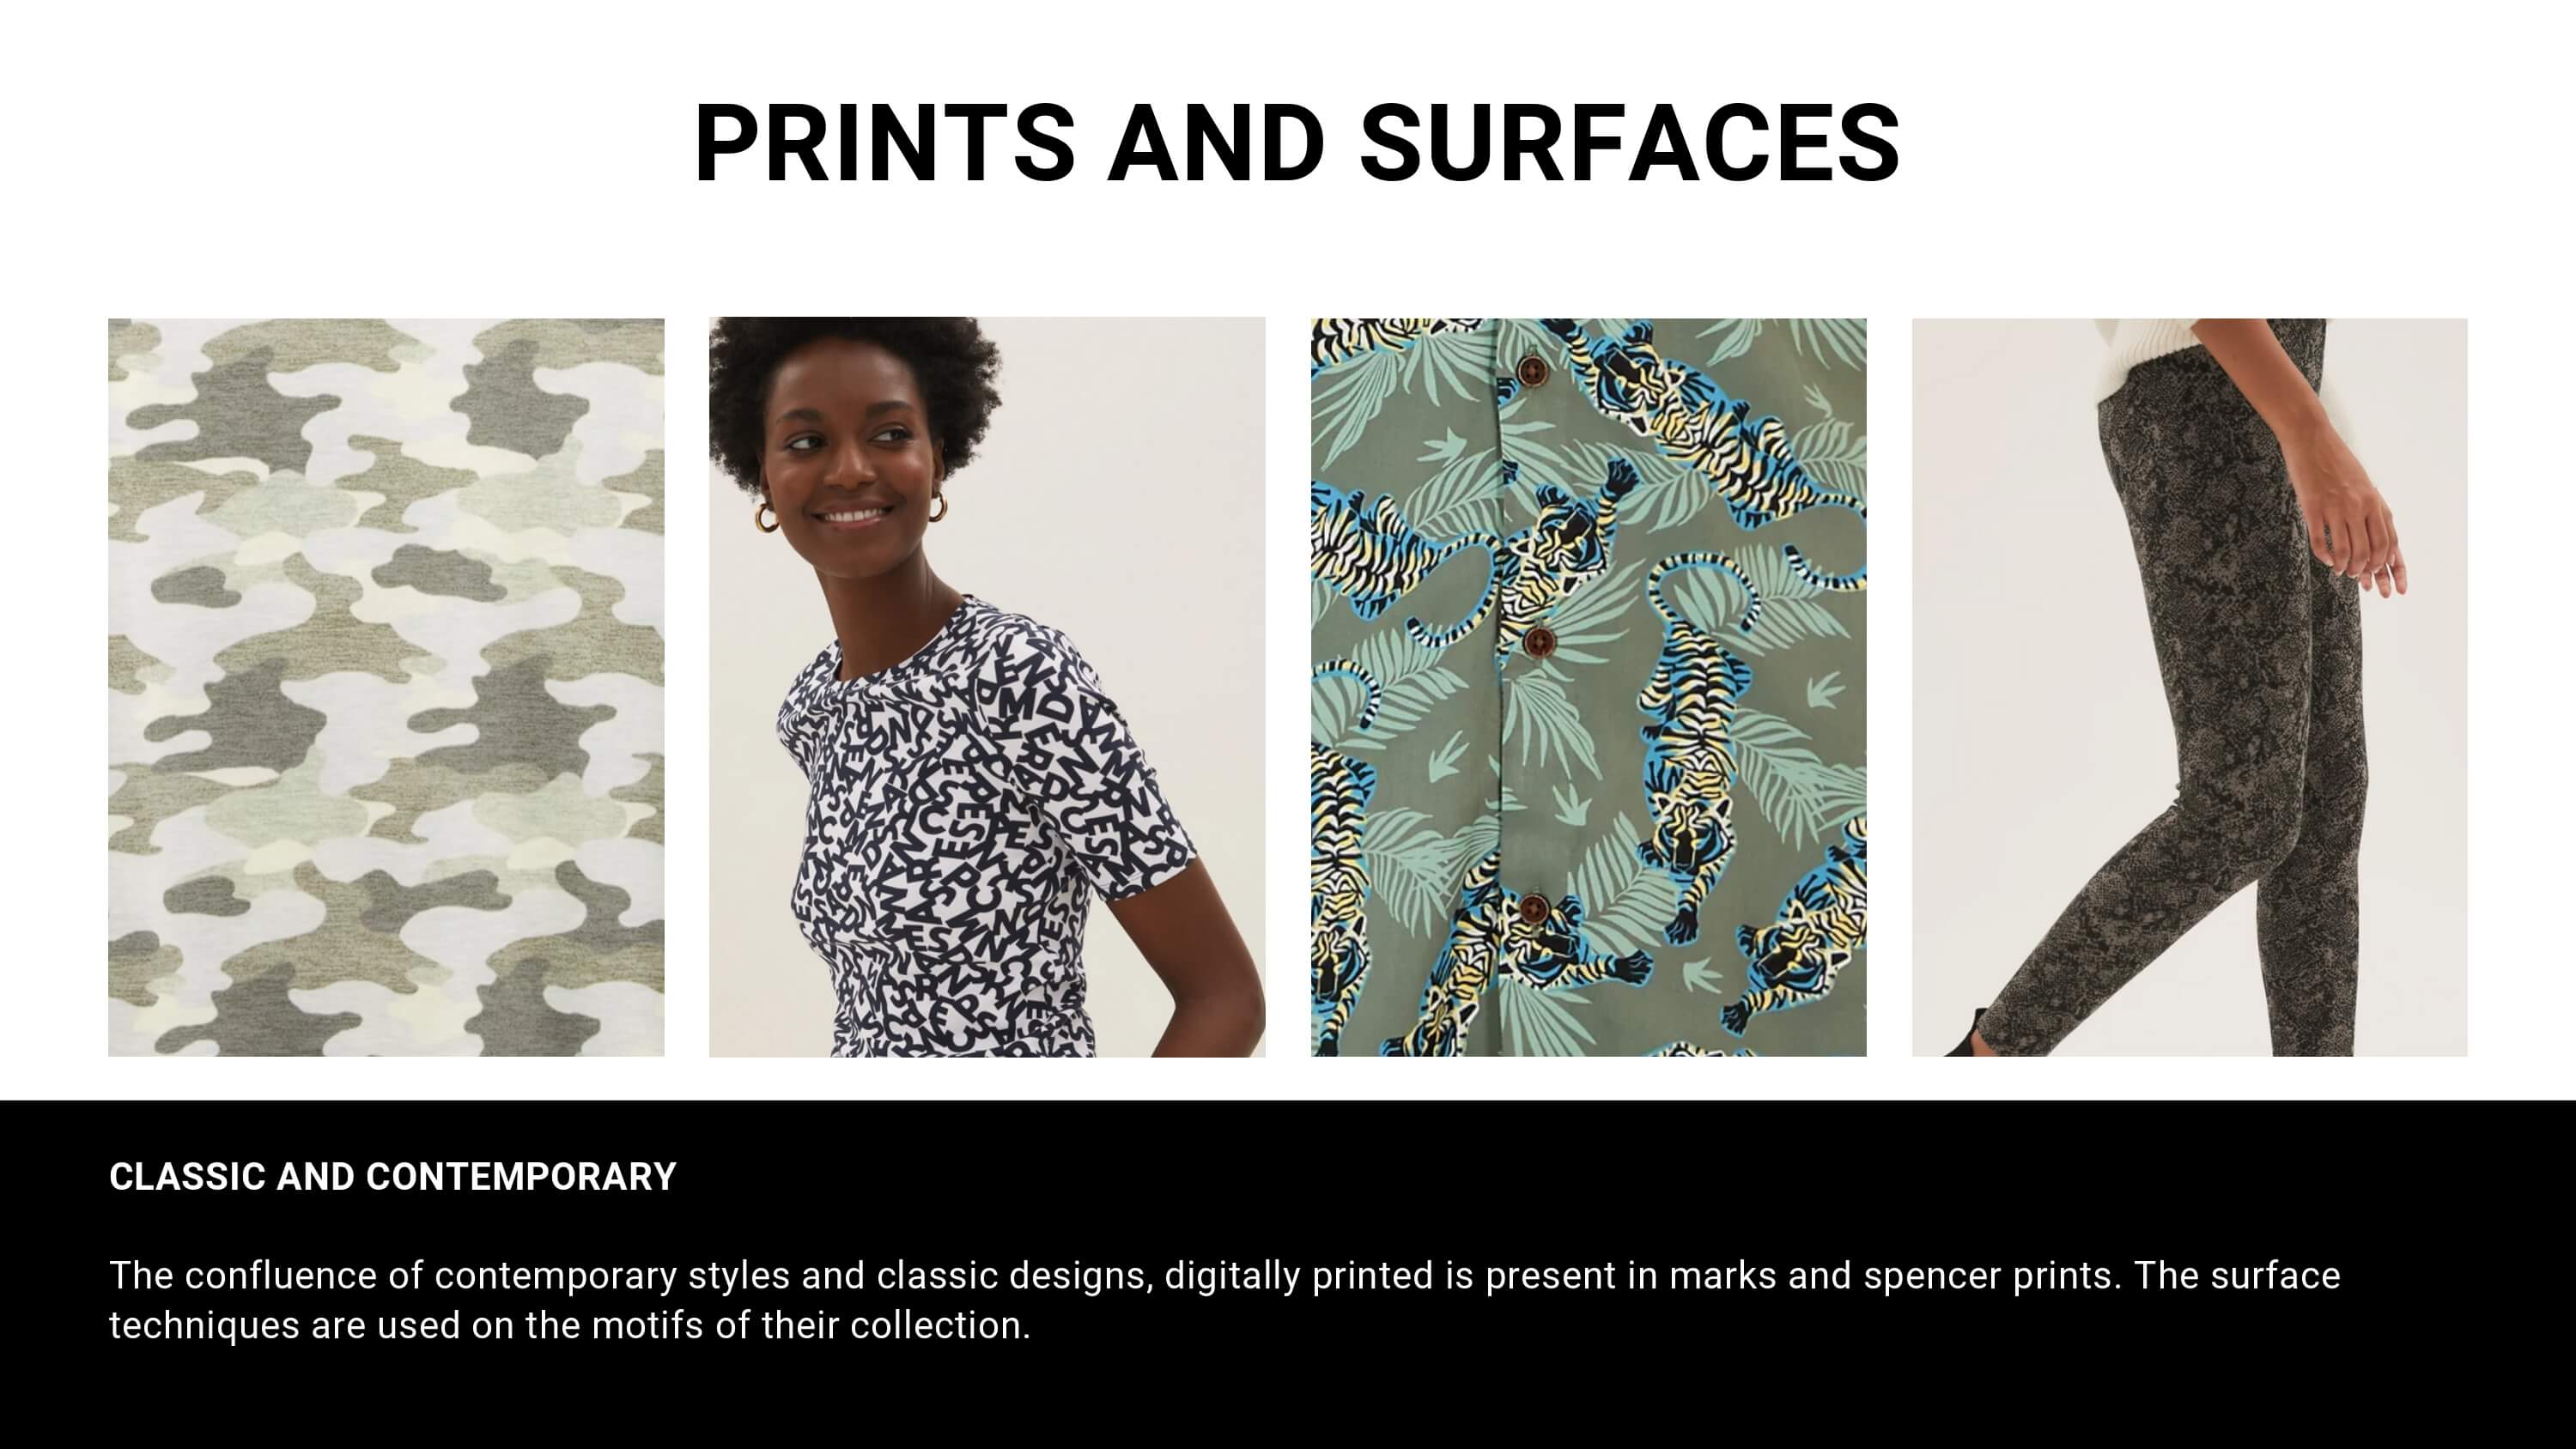 PRINTS AND SURFACES
CLASSIC AND CONTEMPORARY
The confluence of contemporary styles and classic designs, digitally printed is present in marks and spencer prints. The surface
techniques are used on the motifs of their collection.